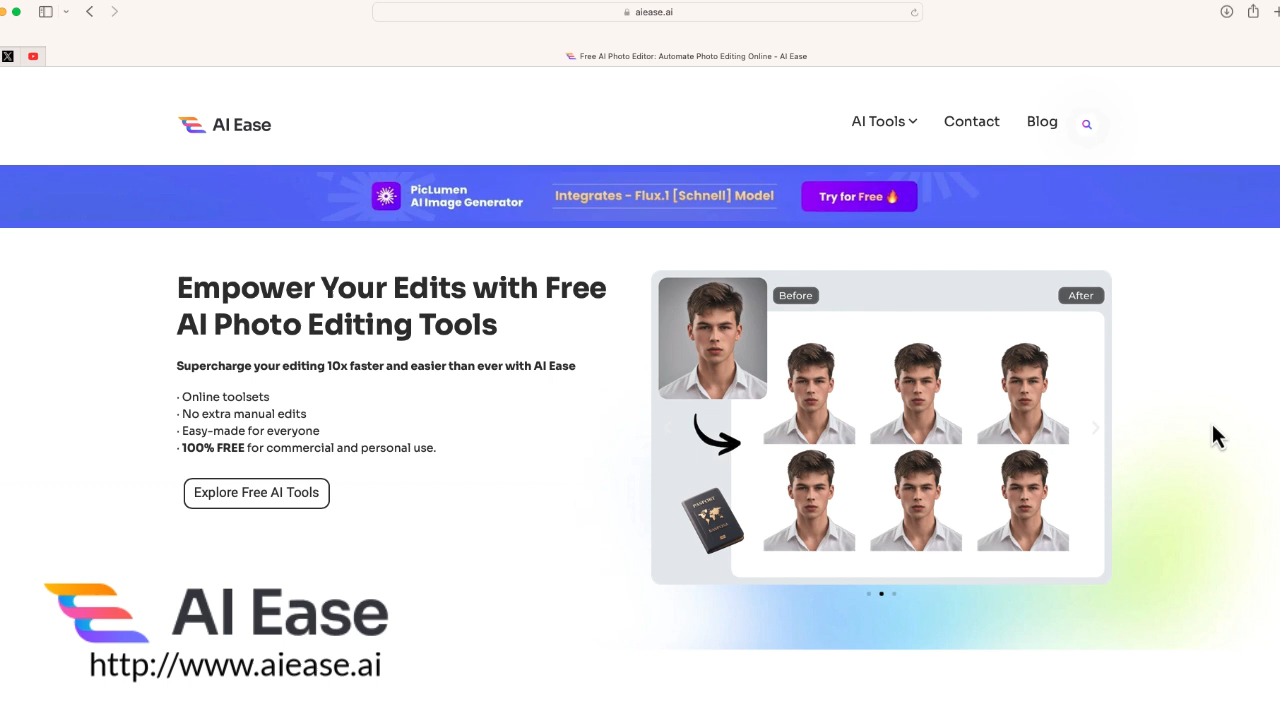 aiease.ai
Free AI Photo Editor: Automate Photo Editing Online - AI Ease
AI Ease
AI Tools
Contact
Blog
PicLumen
AI Image Generator
Integrates - Flux.1 [Schnell] Model
Try for Free
Empower Your Edits with Free
AI Photo Editing Tools
Supercharge your editing 10x faster and easier than ever with AI Ease
· Online toolsets
· No extra manual edits
· Easy-made for everyone
· 100% FREE for commercial and personal use.
Explore Free AI Tools
Before
After
PASSPORT
AI Ease
http://www.aiease.ai